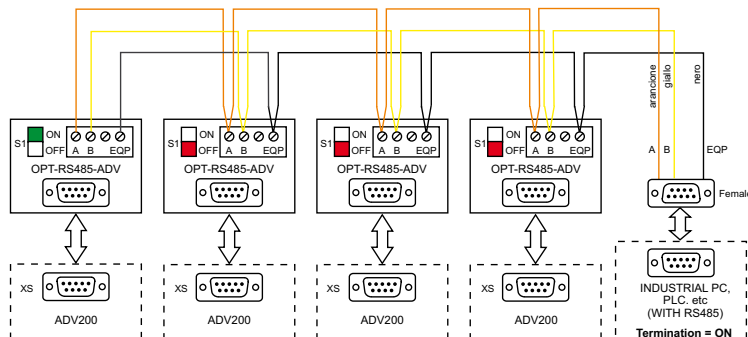 arancione
giallo
nero
A B EQP
S1 ON
OFF
A B EQP
OPT-RS485-ADV
S1 ON
OFF
A B EQP
OPT-RS485-ADV
S1 ON
OFF
A B EQP
OPT-RS485-ADV
S1 ON
OFF
A B EQP
OPT-RS485-ADV
Female
XS
ADV200
XS
ADV200
XS
ADV200
XS
ADV200
INDUSTRIAL PC,
PLC. etc
(WITH RS485)
Termination = ON